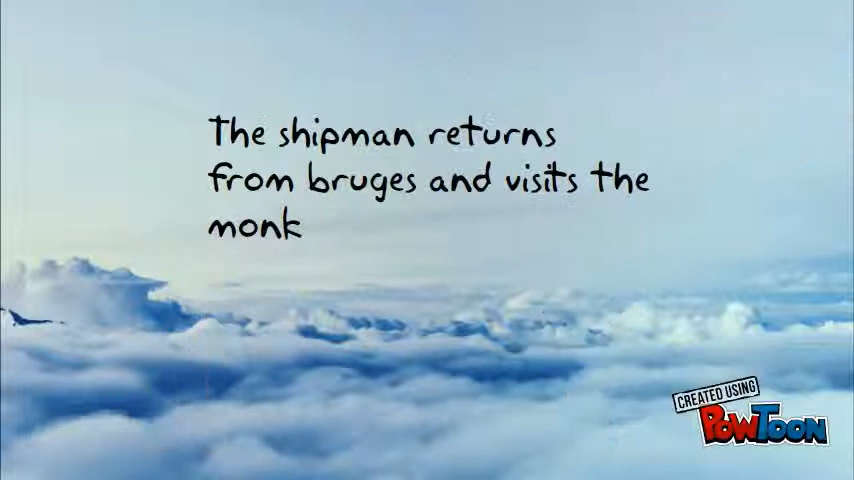 The shipman returns
from bruges and visits the
monk
CREATED USING
POWTOON